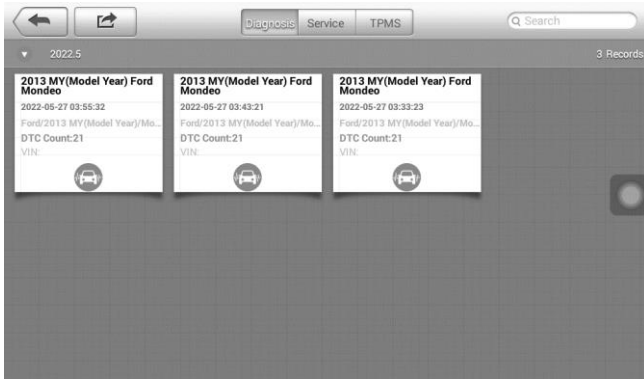 Diagnosis Service TPMS Search
2022.5 3 Records
2013 MY(Model Year) Ford
Mondeo
2022-05-27 03:55:32
Ford/2013 MY(Model Year)/Mo...
DTC Count:21
VIN:
2013 MY(Model Year) Ford
Mondeo
2022-05-27 03:43:21
Ford/2013 MY(Model Year)/Mo...
DTC Count:21
VIN:
2013 MY(Model Year) Ford
Mondeo
2022-05-27 03:33:23
Ford/2013 MY(Model Year)/Mo...
DTC Count:21
VIN: